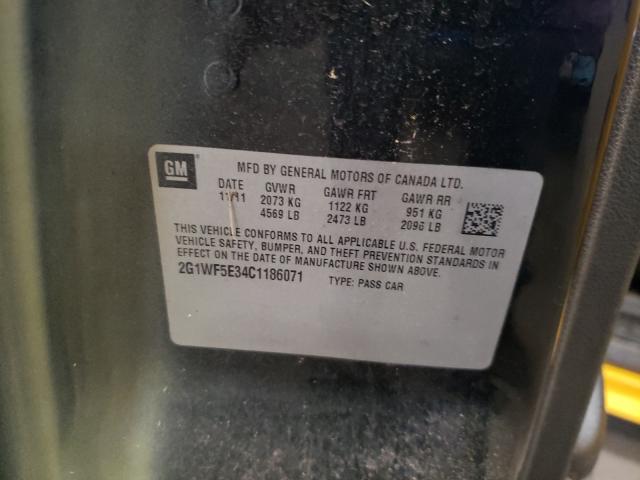 GM
MFD BY GENERAL MOTORS OF CANADA LTD.
DATE GVWR GAWR FRT GAWR RR
11/11 2073 KG 1122 KG 951 KG
4569 LB 2473 LB 2096 LB
THIS VEHICLE CONFORMS TO ALL APPLICABLE U.S. FEDERAL MOTOR
VEHICLE SAFETY, BUMPER, AND THEFT PREVENTION STANDARDS IN
EFFECT ON THE DATE OF MANUFACTURE SHOWN ABOVE.
2G1WF5E34C1186071 TYPE: PASS CAR